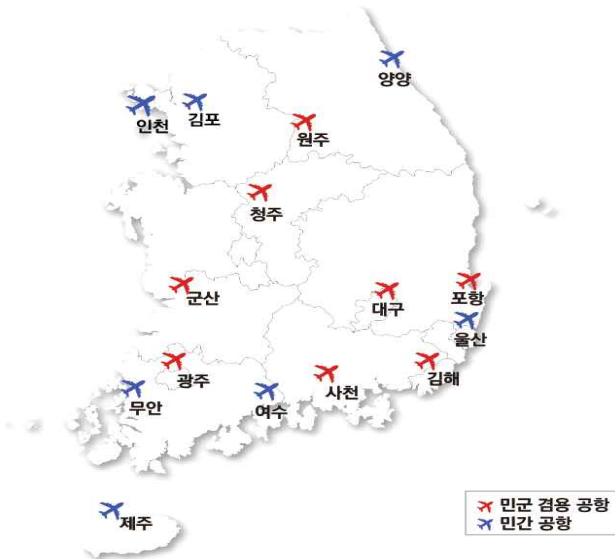 양양
인천
김포
원주
청주
군산
대구
포항
울산
광주
김해
사천
무안
여수
제주
민군 겸용 공항
민간 공항